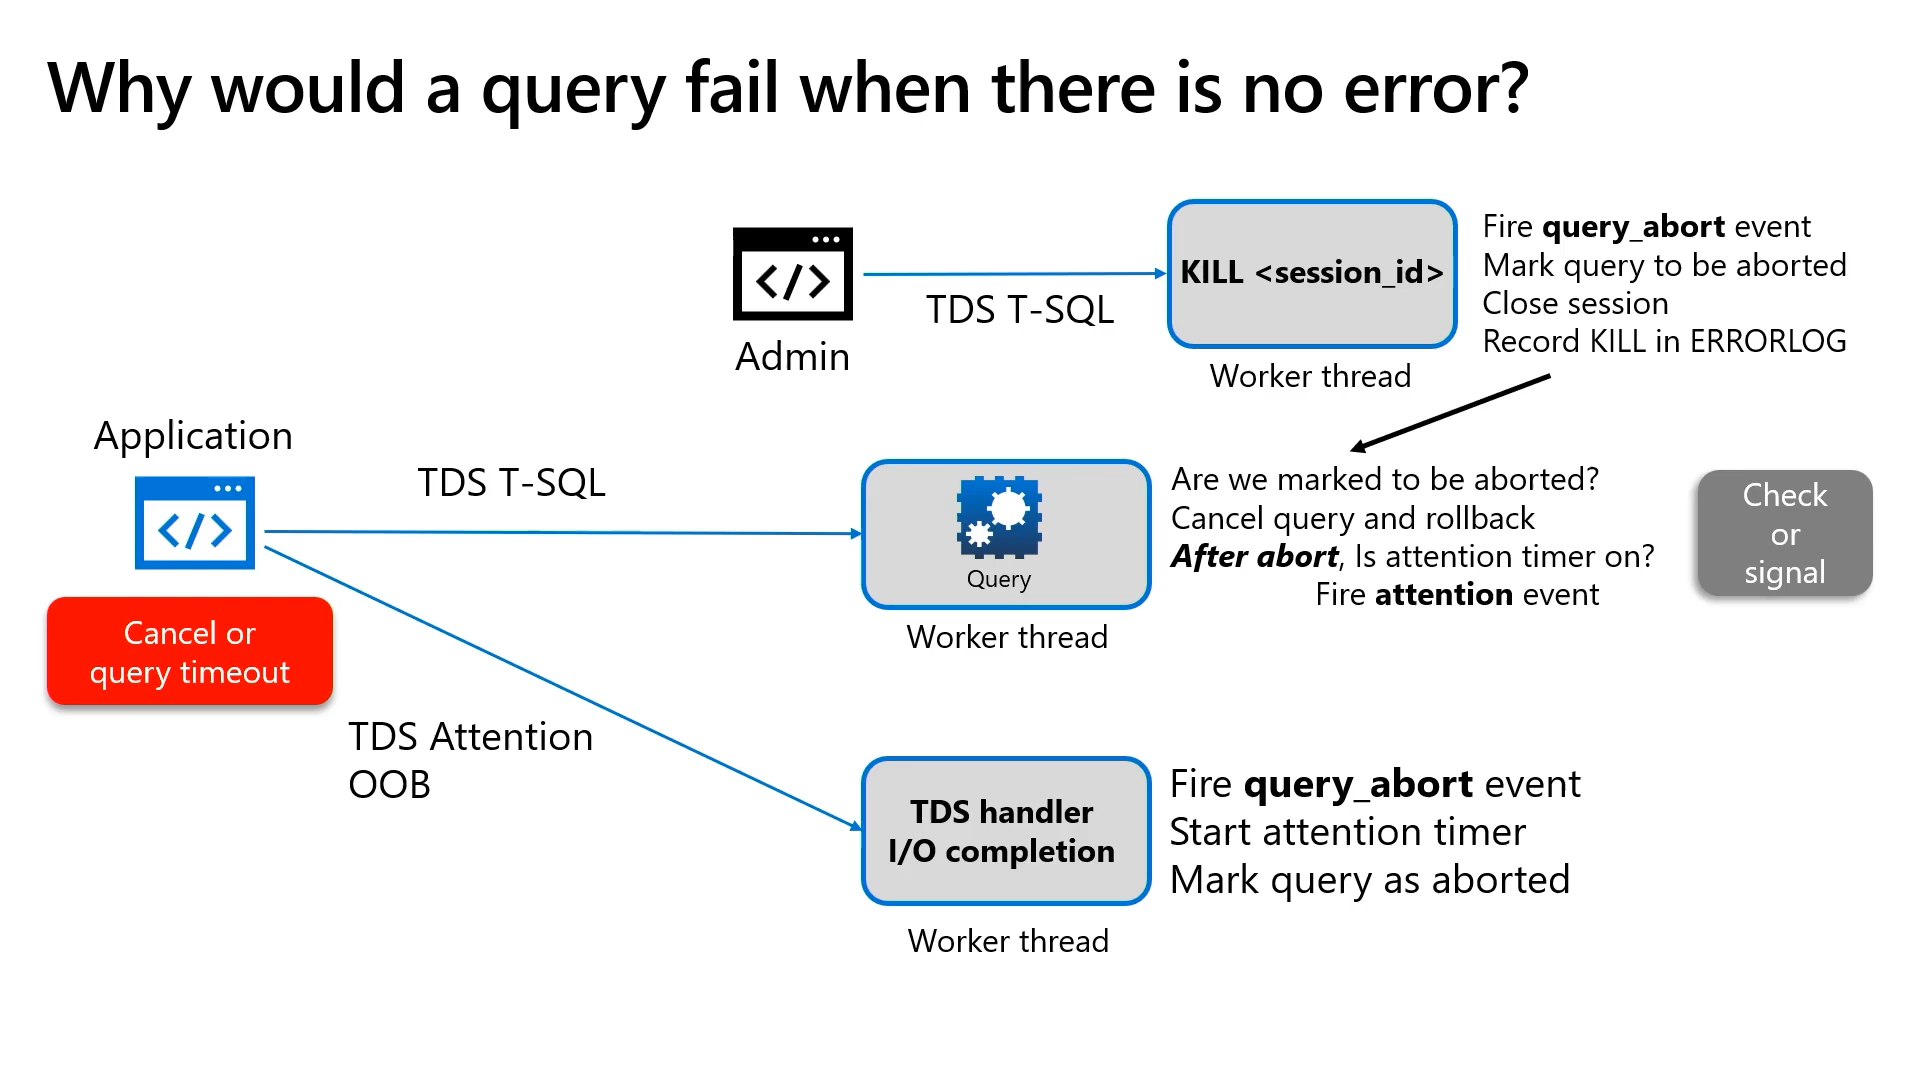 Why would a query fail when there is no error?
Admin
TDS T-SQL
KILL <session_id>
Worker thread
Fire query_abort event
Mark query to be aborted
Close session
Record KILL in ERRORLOG
Application
Cancel or
query timeout
TDS T-SQL
Query
Worker thread
Are we marked to be aborted?
Cancel query and rollback
After abort, Is attention timer on?
Fire attention event
Check
or
signal
TDS Attention
OOB
TDS handler
I/O completion
Worker thread
Fire query_abort event
Start attention timer
Mark query as aborted